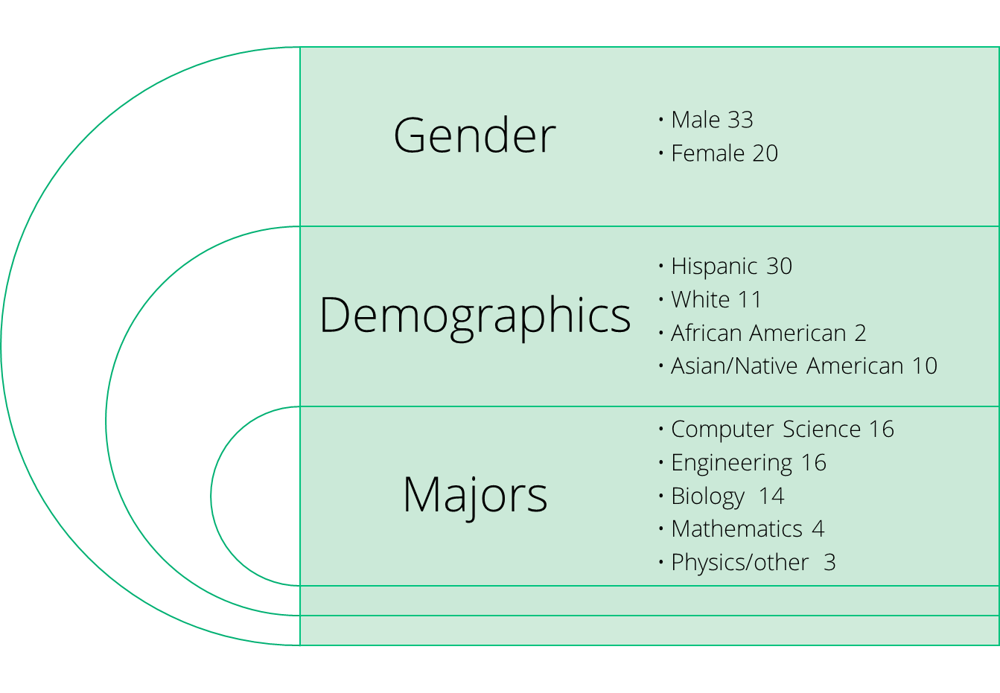 Gender
• Male 33
• Female 20
Demographics
• Hispanic 30
• White 11
• African American 2
• Asian/Native American 10
Majors
• Computer Science 16
• Engineering 16
• Biology 14
• Mathematics 4
• Physics/other 3